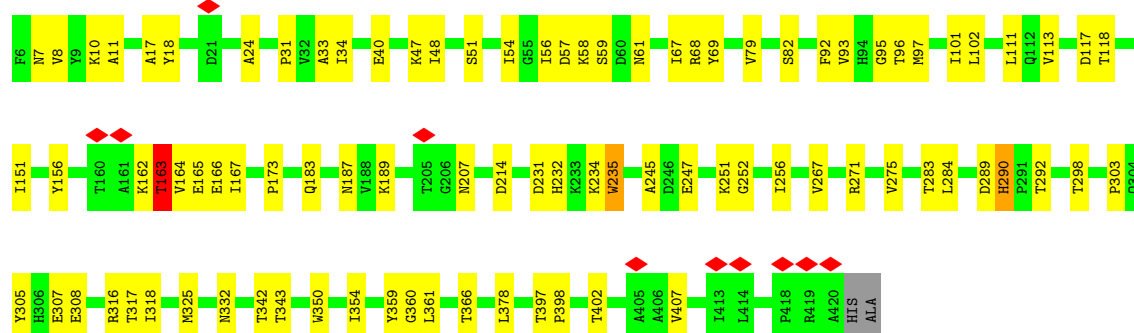 F6 N7 V8 Y9 K10 A11 A17 Y18 D21 A24 P31 V32 A33 I34 E40 K47 I48 S51 I54 G55 I56 D57 K58 S59 D60 N61 I67 R68 Y69 V79 S82 F92 V93 H94 G95 T96 M97 I101 L102 L111 Q112 V113 D117 T118
I151 Y156 T160 A161 K162 T163 V164 E165 E166 I167 P173 Q183 N187 V188 K189 T205 G206 N207 D214 D231 H232 K233 K234 W235 A245 D246 E247 K251 G252 I256 V267 R271 V275 T283 L284 D289 H290 P291 T292 T298 P303
Y305 H306 E307 E308 R316 T317 I318 M325 N332 T342 T343 W350 I354 Y359 G360 L361 T366 L378 T397 P398 T402 A405 A406 V407 I413 L414 P418 R419 A420 HIS ALA